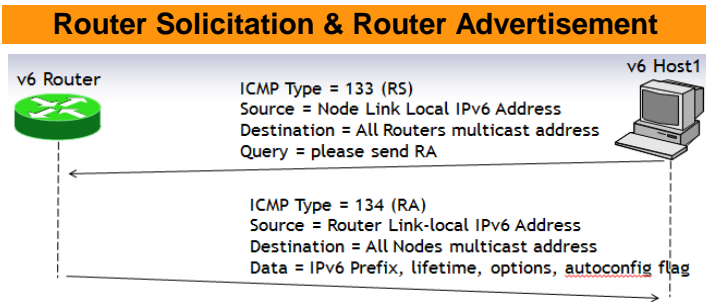 Router Solicitation & Router Advertisement
v6 Router
v6 Host1
ICMP Type = 133 (RS)
Source = Node Link Local IPv6 Address
Destination = All Routers multicast address
Query = please send RA
ICMP Type = 134 (RA)
Source = Router Link-local IPv6 Address
Destination = All Nodes multicast address
Data = IPv6 Prefix, lifetime, options, autoconfig flag